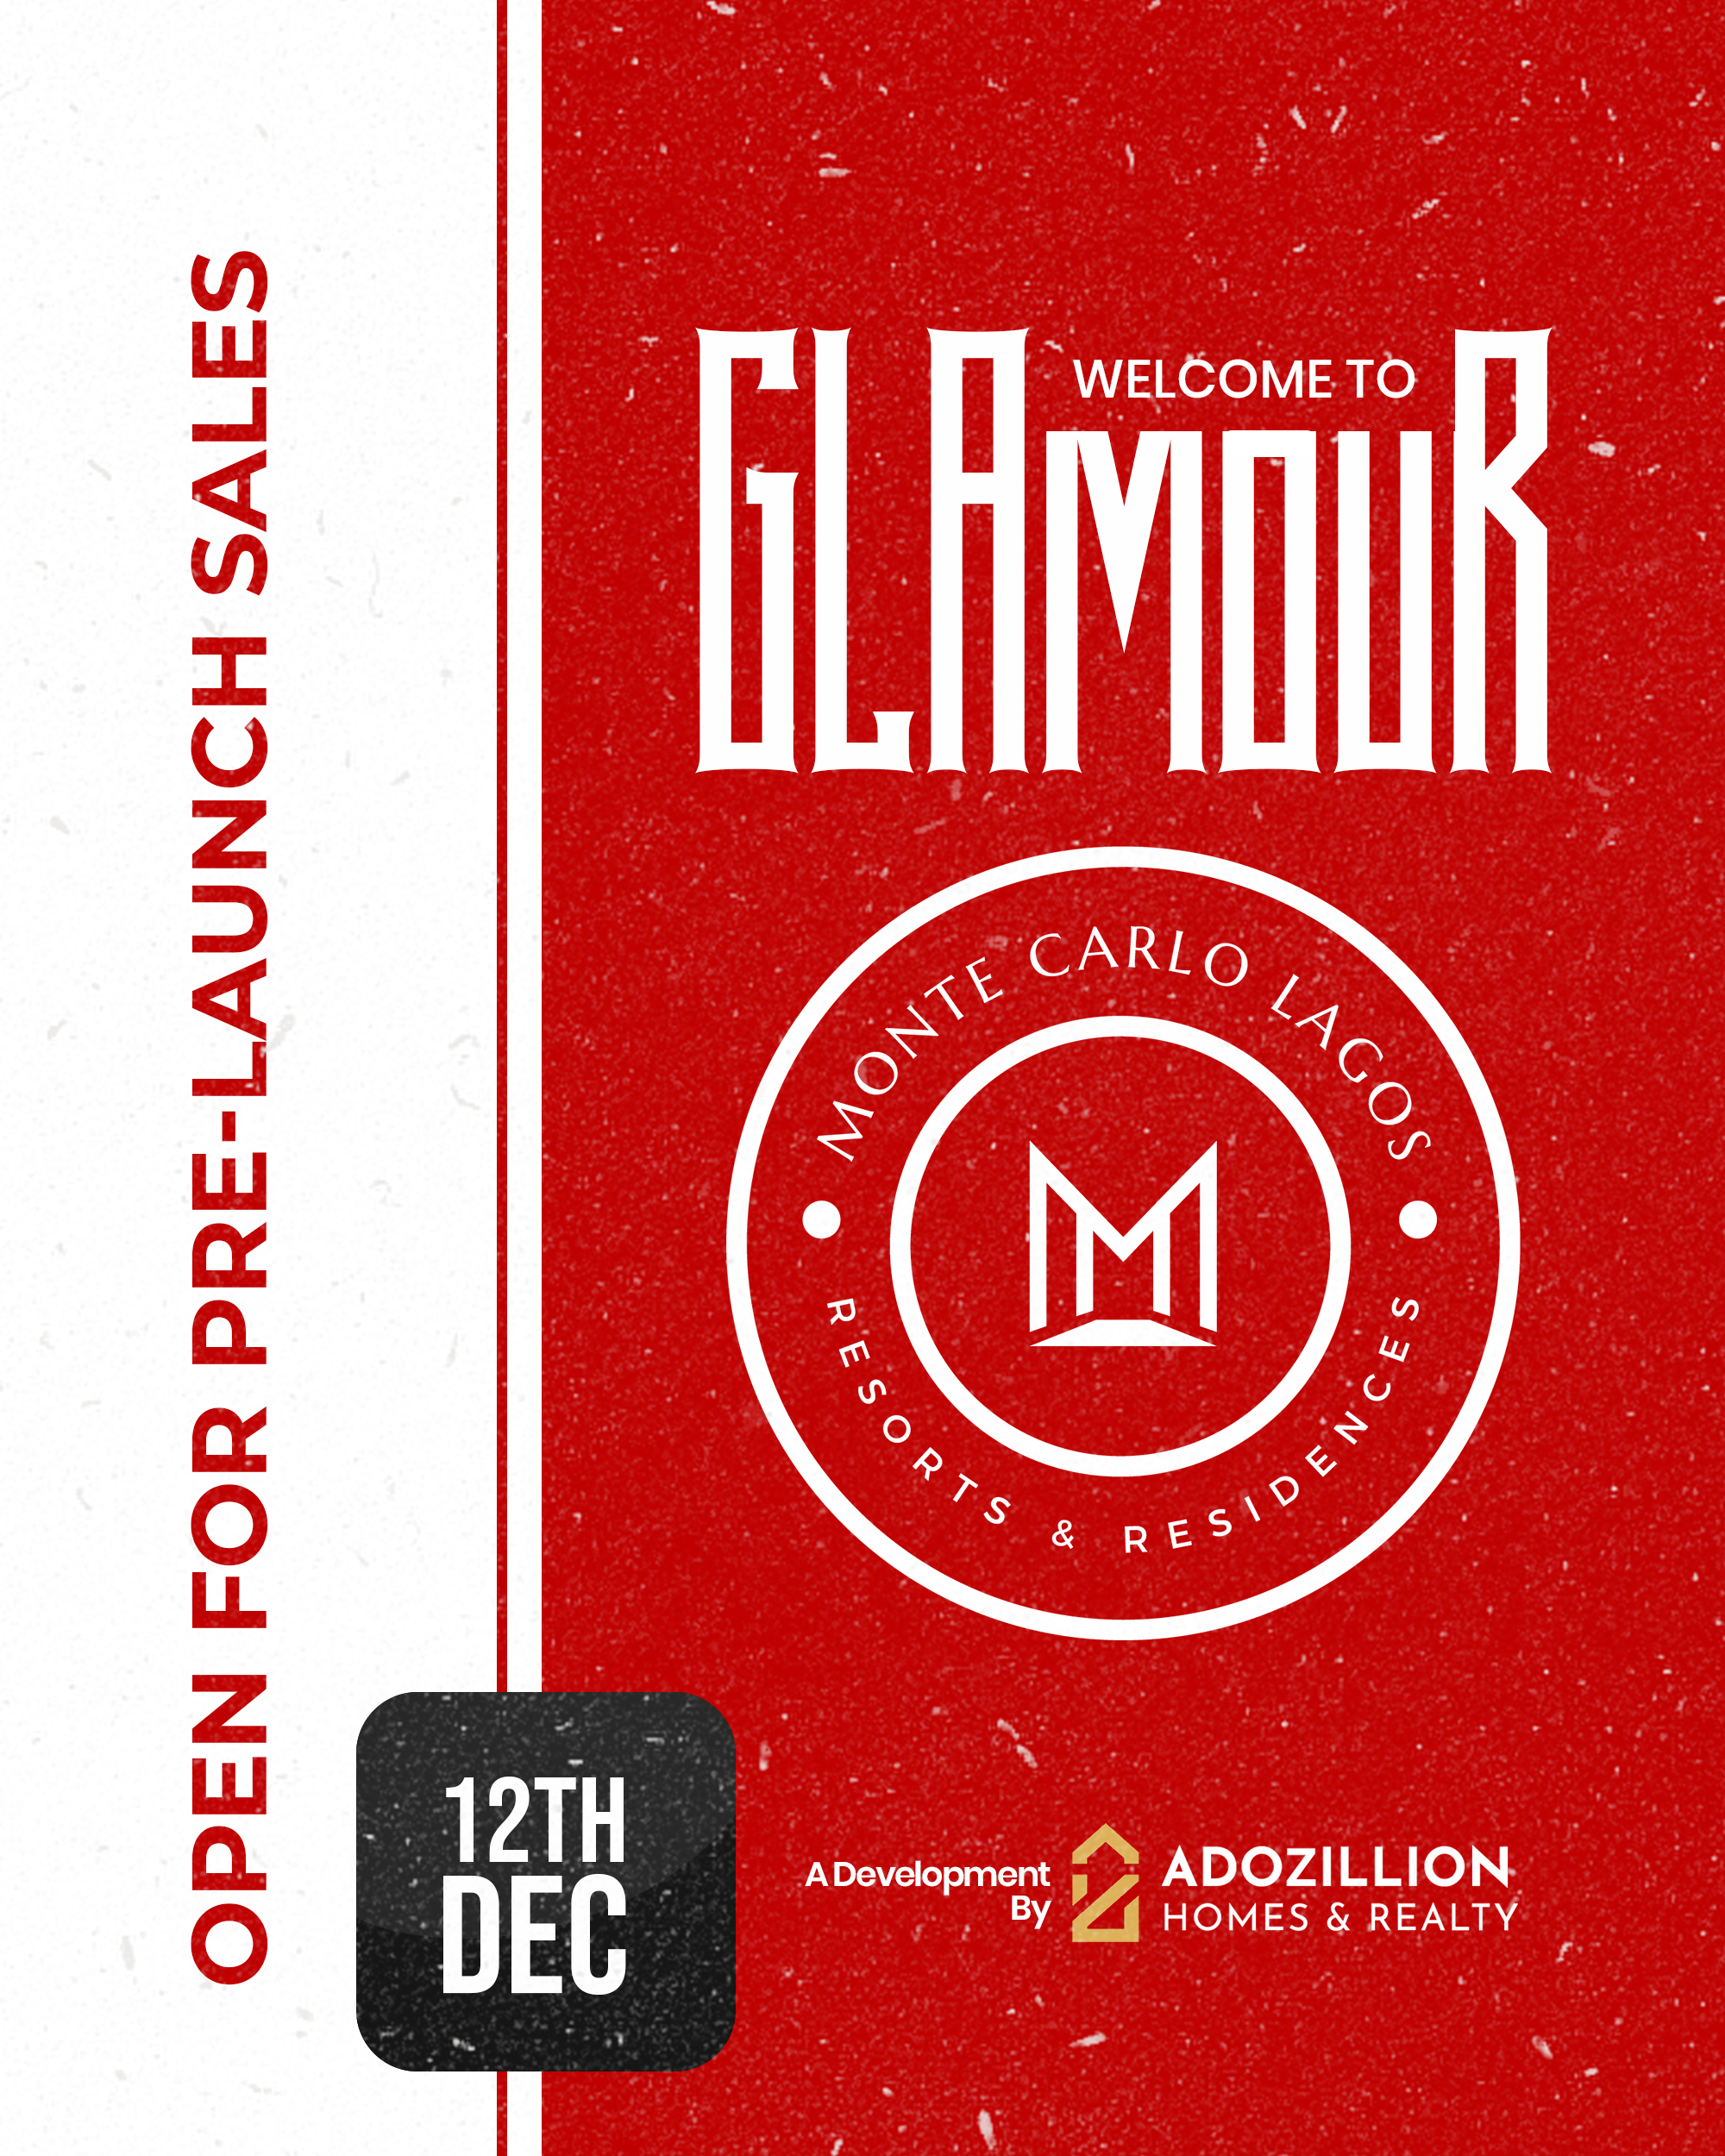 OPEN FOR PRE-LAUNCH SALES
WELCOME TO
GLAMOUR
MONTE CARLO LAGOS
RESORTS & RESIDENCES
12TH
DEC
A Development
By
ADOZILLION
HOMES & REALTY